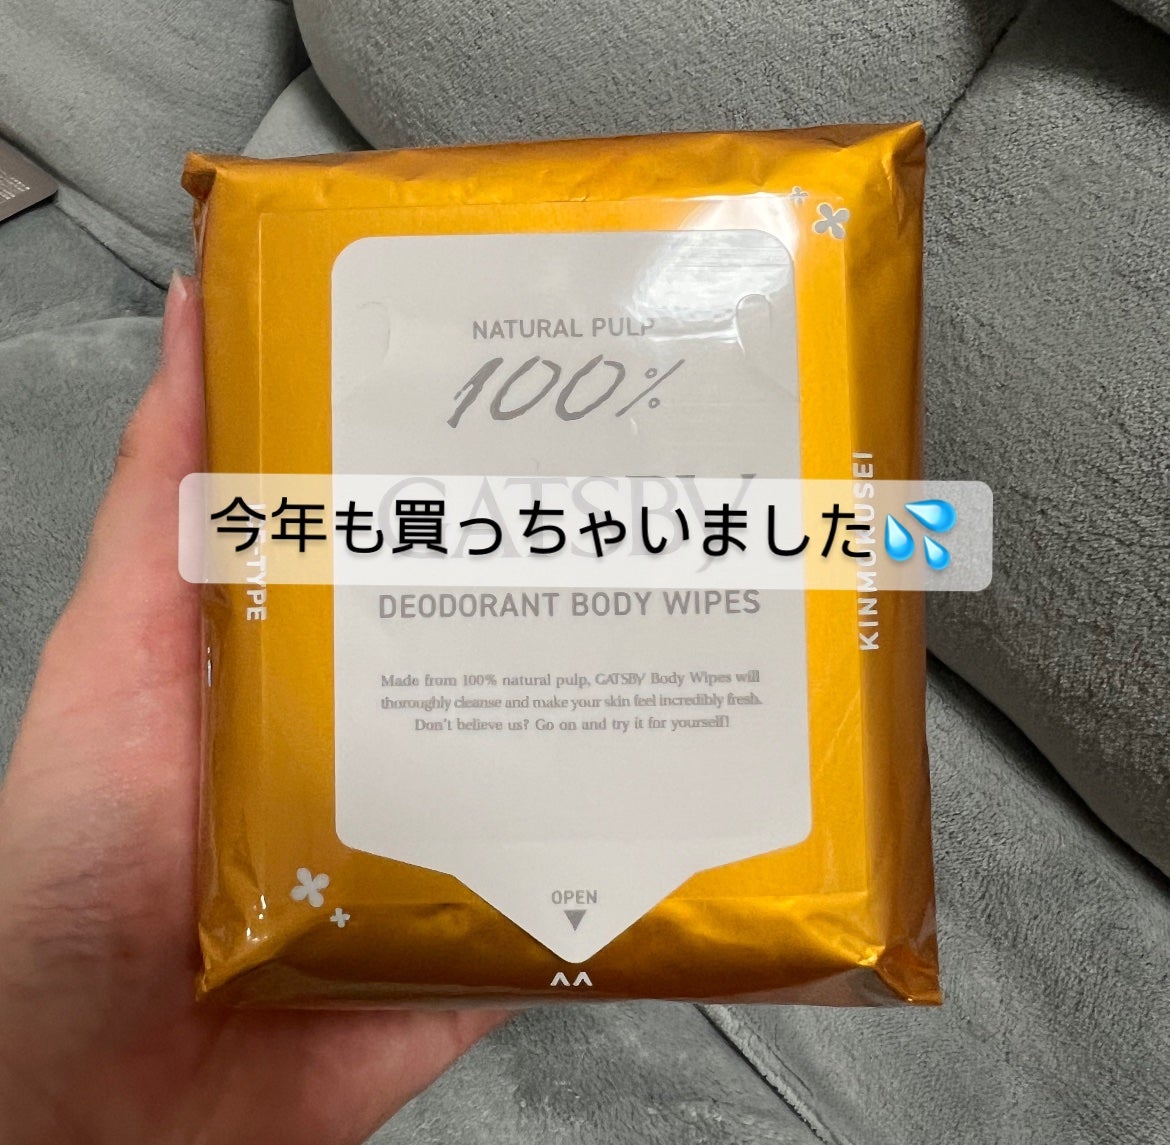 NATURAL PULP
100%
GATSBY
今年も買っちゃいました💦
DEODORANT BODY WIPES
Made from 100% natural pulp, GATSBY Body Wipes will
thoroughly cleanse and make your skin feel incredibly fresh.
Don't believe us? Go on and try it for yourself!
OPEN
-TYPE
KINMOKUSEI